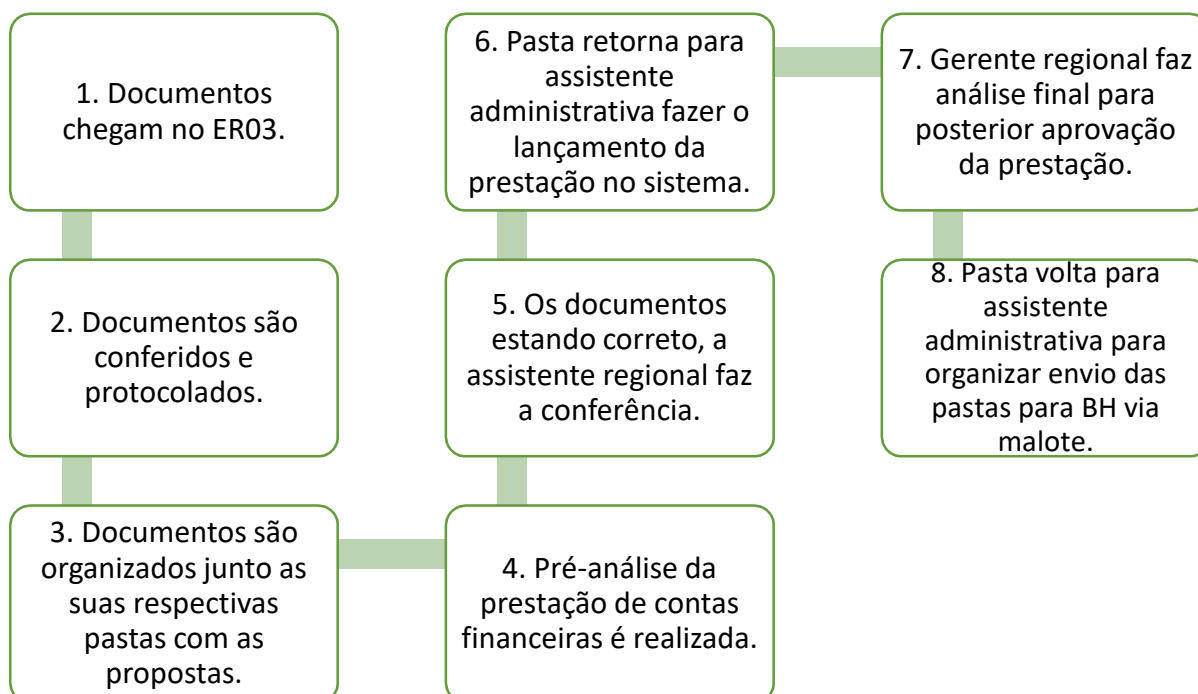 1. Documentos
chegam no ER03.
2. Documentos são
conferidos e
protocolados.
3. Documentos são
organizados junto as
suas respectivas
pastas com as
propostas.
4. Pré-análise da
prestação de contas
financeiras é realizada.
5. Os documentos
estando correto, a
assistente regional faz
a conferência.
6. Pasta retorna para
assistente
administrativa fazer o
lançamento da
prestação no sistema.
7. Gerente regional faz
análise final para
posterior aprovação
da prestação.
8. Pasta volta para
assistente
administrativa para
organizar envio das
pastas para BH via
malote.